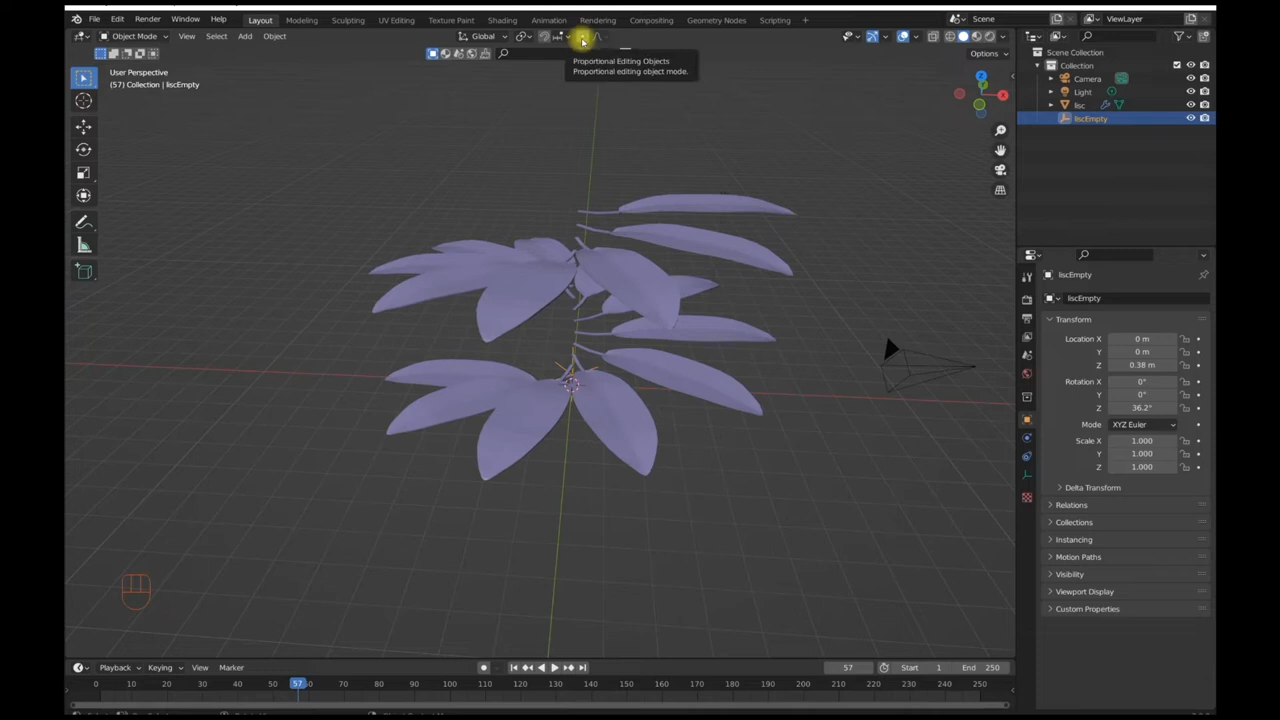 File Edit Render Window Help Layout Modeling Sculpting UV Editing Texture Paint Shading Animation Rendering Compositing Geometry Nodes Scripting + Scene ViewLayer
Object Mode View Select Add Object Global
Options
Proportional Editing Objects
Proportional editing object mode.
User Perspective
(57) Collection | liscEmpty
Z
X
Scene Collection
Collection
Camera
Light
lisc
liscEmpty
liscEmpty
liscEmpty
Transform
Location X 0 m
Y 0 m
Z 0.38 m
Rotation X 0°
Y 0°
Z 36.2°
Mode XYZ Euler
Scale X 1.000
Y 1.000
Z 1.000
Delta Transform
Relations
Collections
Instancing
Motion Paths
Visibility
Viewport Display
Custom Properties
Playback Keying View Marker 57 Start 1 End 250
0 10 20 30 40 57 70 80 90 100 110 120 130 140 150 160 170 180 190 200 210 220 230 240 250